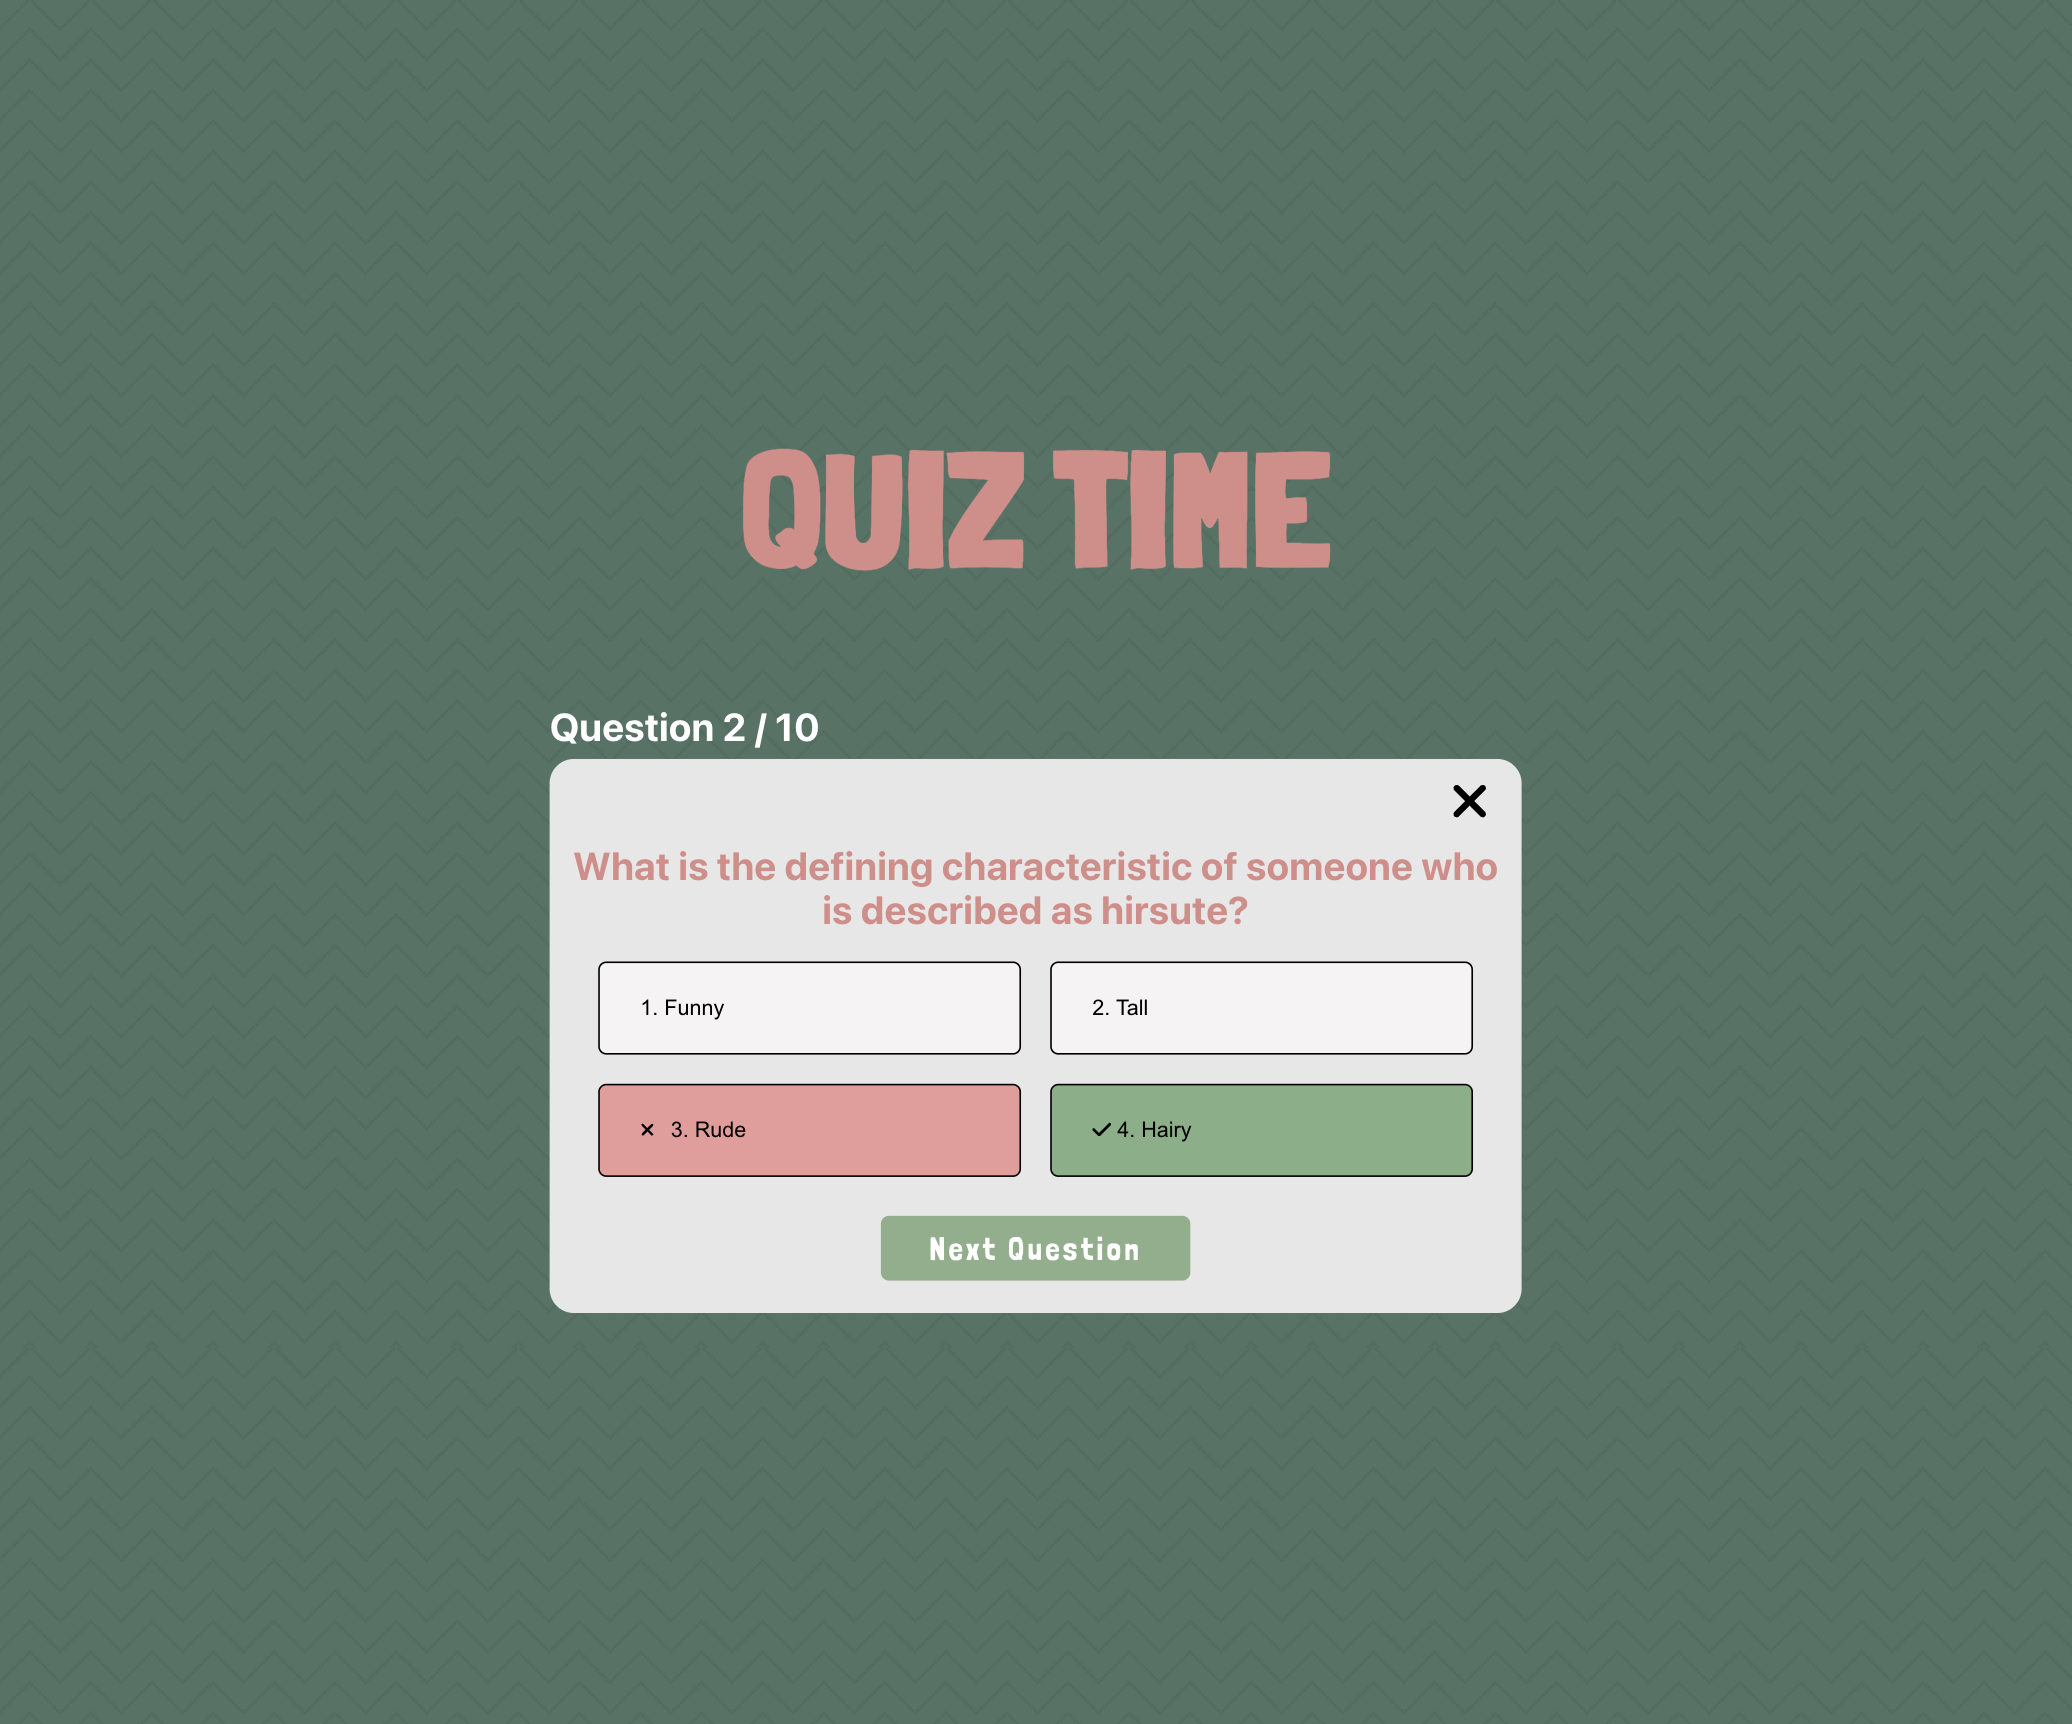 QUIZ TIME
Question 2 / 10
What is the defining characteristic of someone who
is described as hirsute?
1. Funny
2. Tall
3. Rude
4. Hairy
Next Question